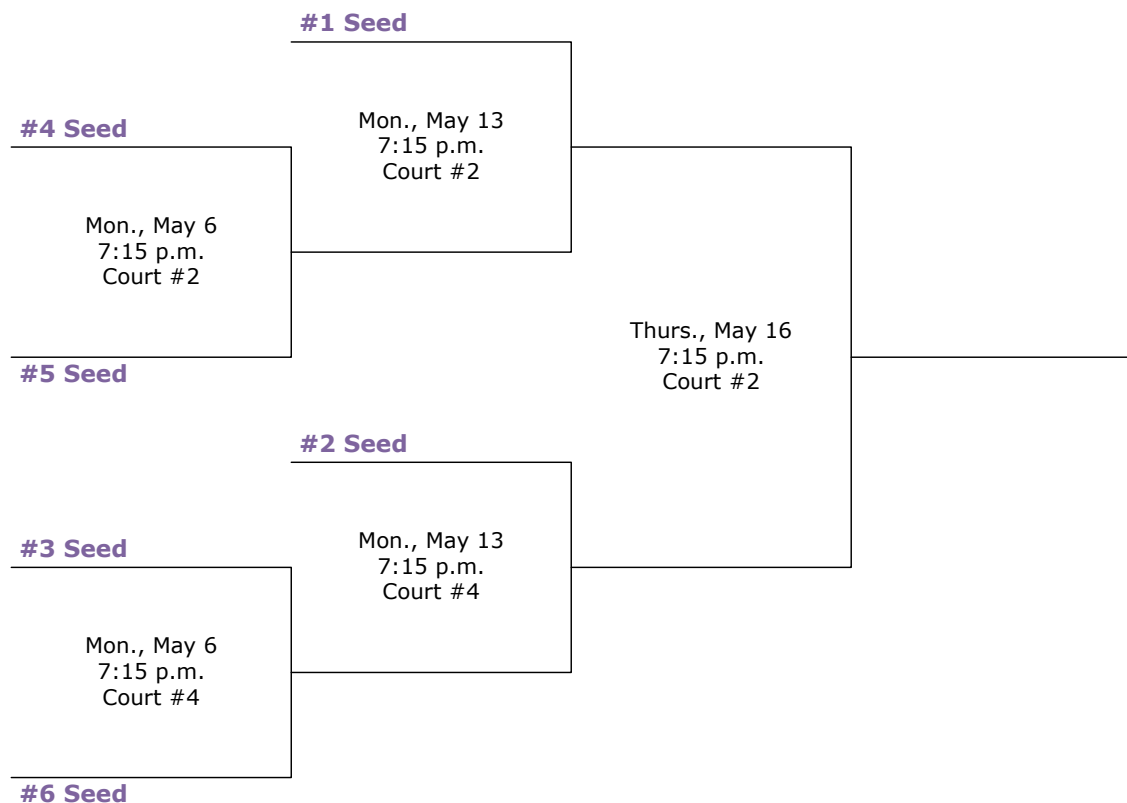 #1 Seed
#4 Seed
Mon., May 13
7:15 p.m.
Court #2
Mon., May 6
7:15 p.m.
Court #2
Thurs., May 16
7:15 p.m.
Court #2
#5 Seed
#2 Seed
#3 Seed
Mon., May 13
7:15 p.m.
Court #4
Mon., May 6
7:15 p.m.
Court #4
#6 Seed